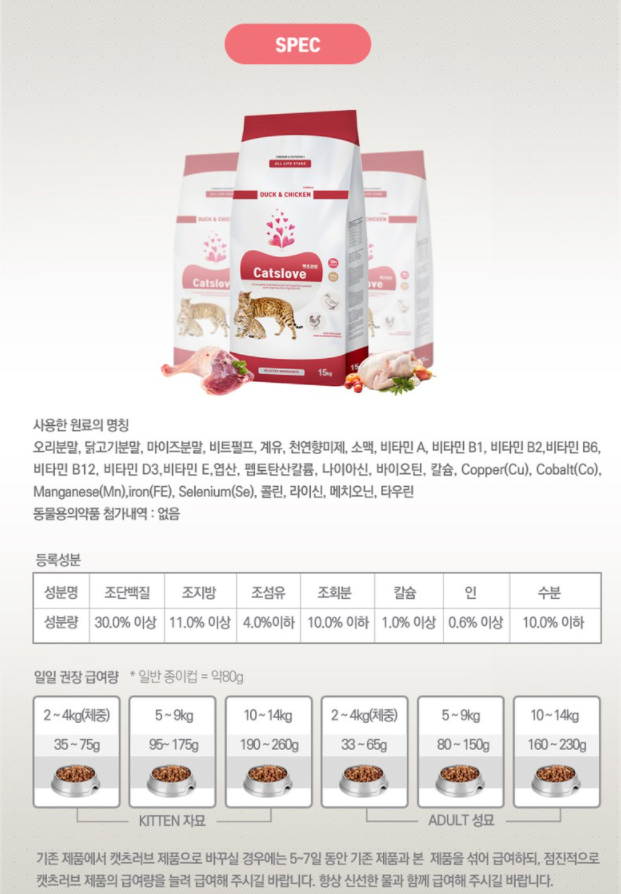 SPEC
ALL LIFE STAGE
DUCK & CHICKEN
Catslove
캣츠러브
15kg
사용한 원료의 명칭
오리분말, 닭고기분말, 마이즈분말, 비트펄프, 계유, 천연향미제, 소맥, 비타민 A, 비타민 B1, 비타민 B2,비타민 B6,
비타민 B12, 비타민 D3,비타민 E,엽산, 펩토탄산칼륨, 나이아신, 바이오틴, 칼슘, Copper(Cu), Cobalt(Co),
Manganese(Mn),iron(FE), Selenium(Se), 콜린, 라이신, 메치오닌, 타우린
동물용의약품 첨가내역 : 없음
등록성분
성분명 조단백질 조지방 조섬유 조회분 칼슘 인 수분
성분량 30.0% 이상 11.0% 이상 4.0%이하 10.0% 이하 1.0% 이상 0.6% 이상 10.0% 이하
일일 권장 급여량 * 일반 종이컵 = 약80g
2~4kg(체중) 5~9kg 10~14kg 2~4kg(체중) 5~9kg 10~14kg
35~75g 95~175g 190~260g 33~65g 80~150g 160~230g
KITTEN 자묘 ADULT 성묘
기존 제품에서 캣츠러브 제품으로 바꾸실 경우에는 5~7일 동안 기존 제품과 본 제품을 섞어 급여하되, 점진적으로
캣츠러브 제품의 급여량을 늘려 급여해 주시길 바랍니다. 항상 신선한 물과 함께 급여해 주시길 바랍니다.